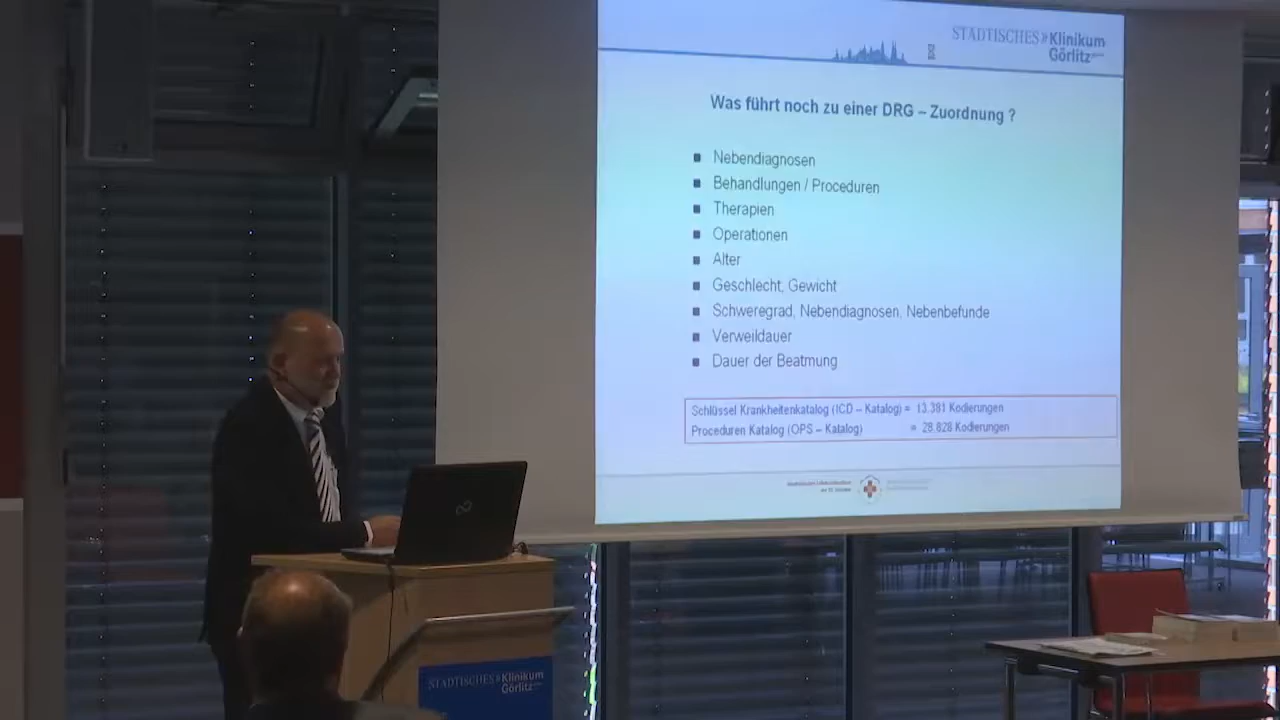 STÄDTISCHES Klinikum
Görlitz
Was führt noch zu einer DRG – Zuordnung ?
Nebendiagnosen
Behandlungen / Proceduren
Therapien
Operationen
Alter
Geschlecht, Gewicht
Schweregrad, Nebendiagnosen, Nebenbefunde
Verweildauer
Dauer der Beatmung
Schlüssel Krankheitenkatalog (ICD – Katalog) = 13.381 Kodierungen
Proceduren Katalog (OPS – Katalog) = 28.828 Kodierungen
STÄDTISCHES Klinikum
Görlitz